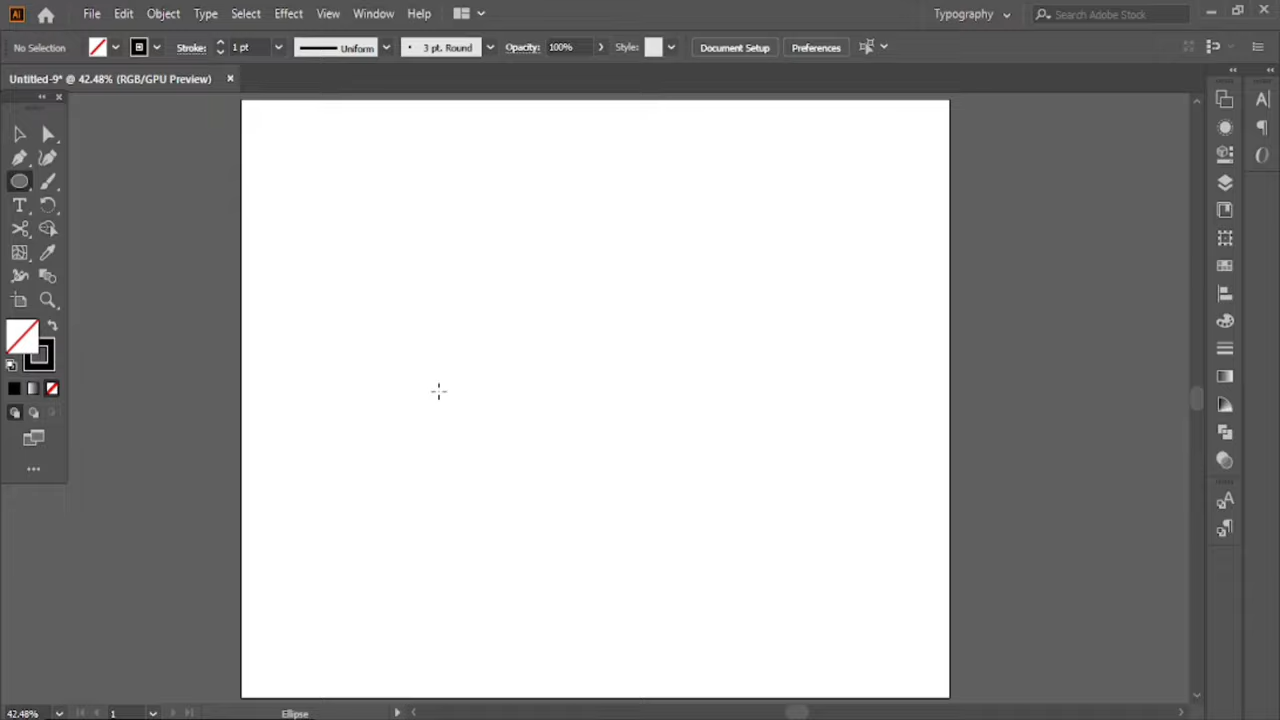 Ai File Edit Object Type Select Effect View Window Help Typography Search Adobe Stock
No Selection Stroke: 1 pt Uniform 3 pt. Round Opacity: 100% Style: Document Setup Preferences
Untitled-9* @ 42.48% (RGB/GPU Preview)
42.48% 1 Ellipse